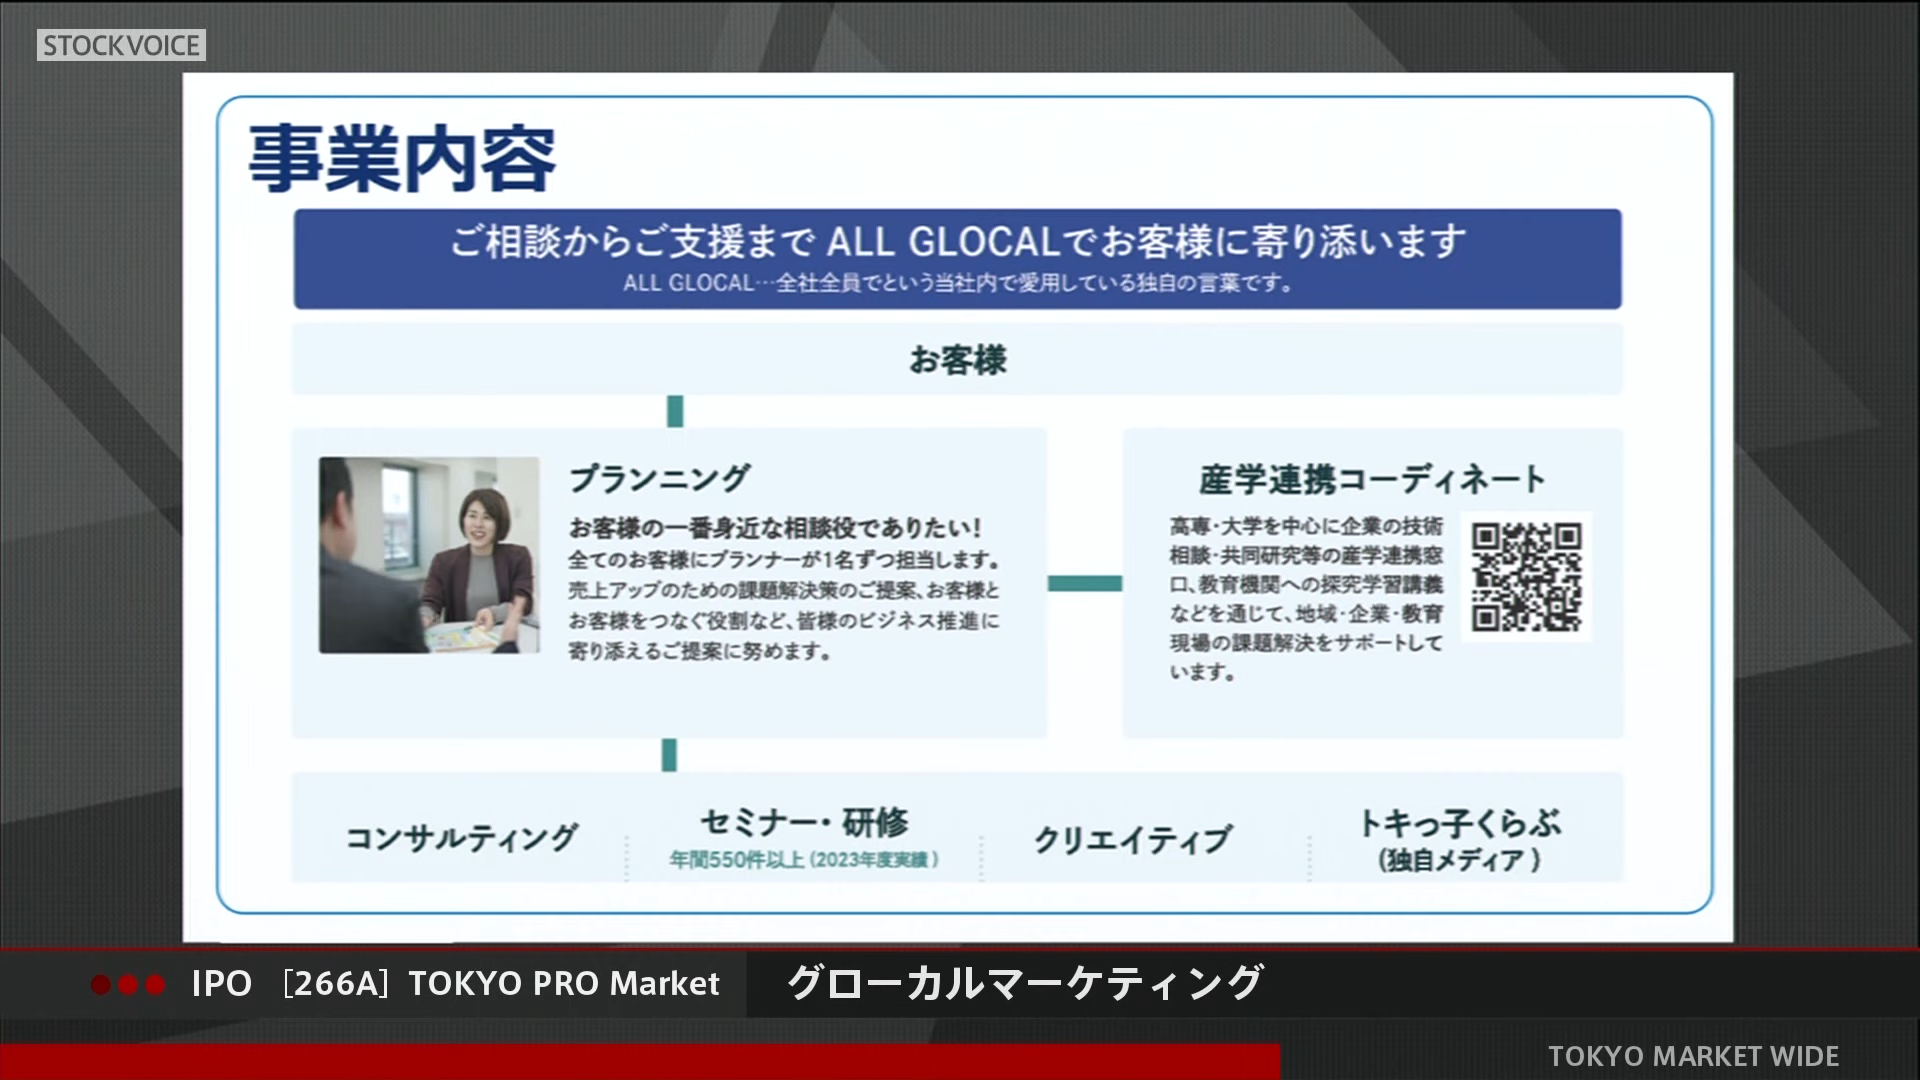 STOCKVOICE
事業内容
ご相談からご支援まで ALL GLOCALでお客様に寄り添います
ALL GLOCAL…全社全員でという当社内で愛用している独自の言葉です。
お客様
プランニング
お客様の一番身近な相談役でありたい！
全てのお客様にプランナーが1名ずつ担当します。
売上アップのための課題解決策のご提案、お客様と
お客様をつなぐ役割など、皆様のビジネス推進に
寄り添えるご提案に努めます。
産学連携コーディネート
高専・大学を中心に企業の技術
相談・共同研究等の産学連携窓
口、教育機関への探究学習講義
などを通じて、地域・企業・教育
現場の課題解決をサポートして
います。
コンサルティング
セミナー・研修
年間550件以上（2023年度実績）
クリエイティブ
トキっ子くらぶ
（独自メディア）
IPO [266A] TOKYO PRO Market
グローカルマーケティング
TOKYO MARKET WIDE